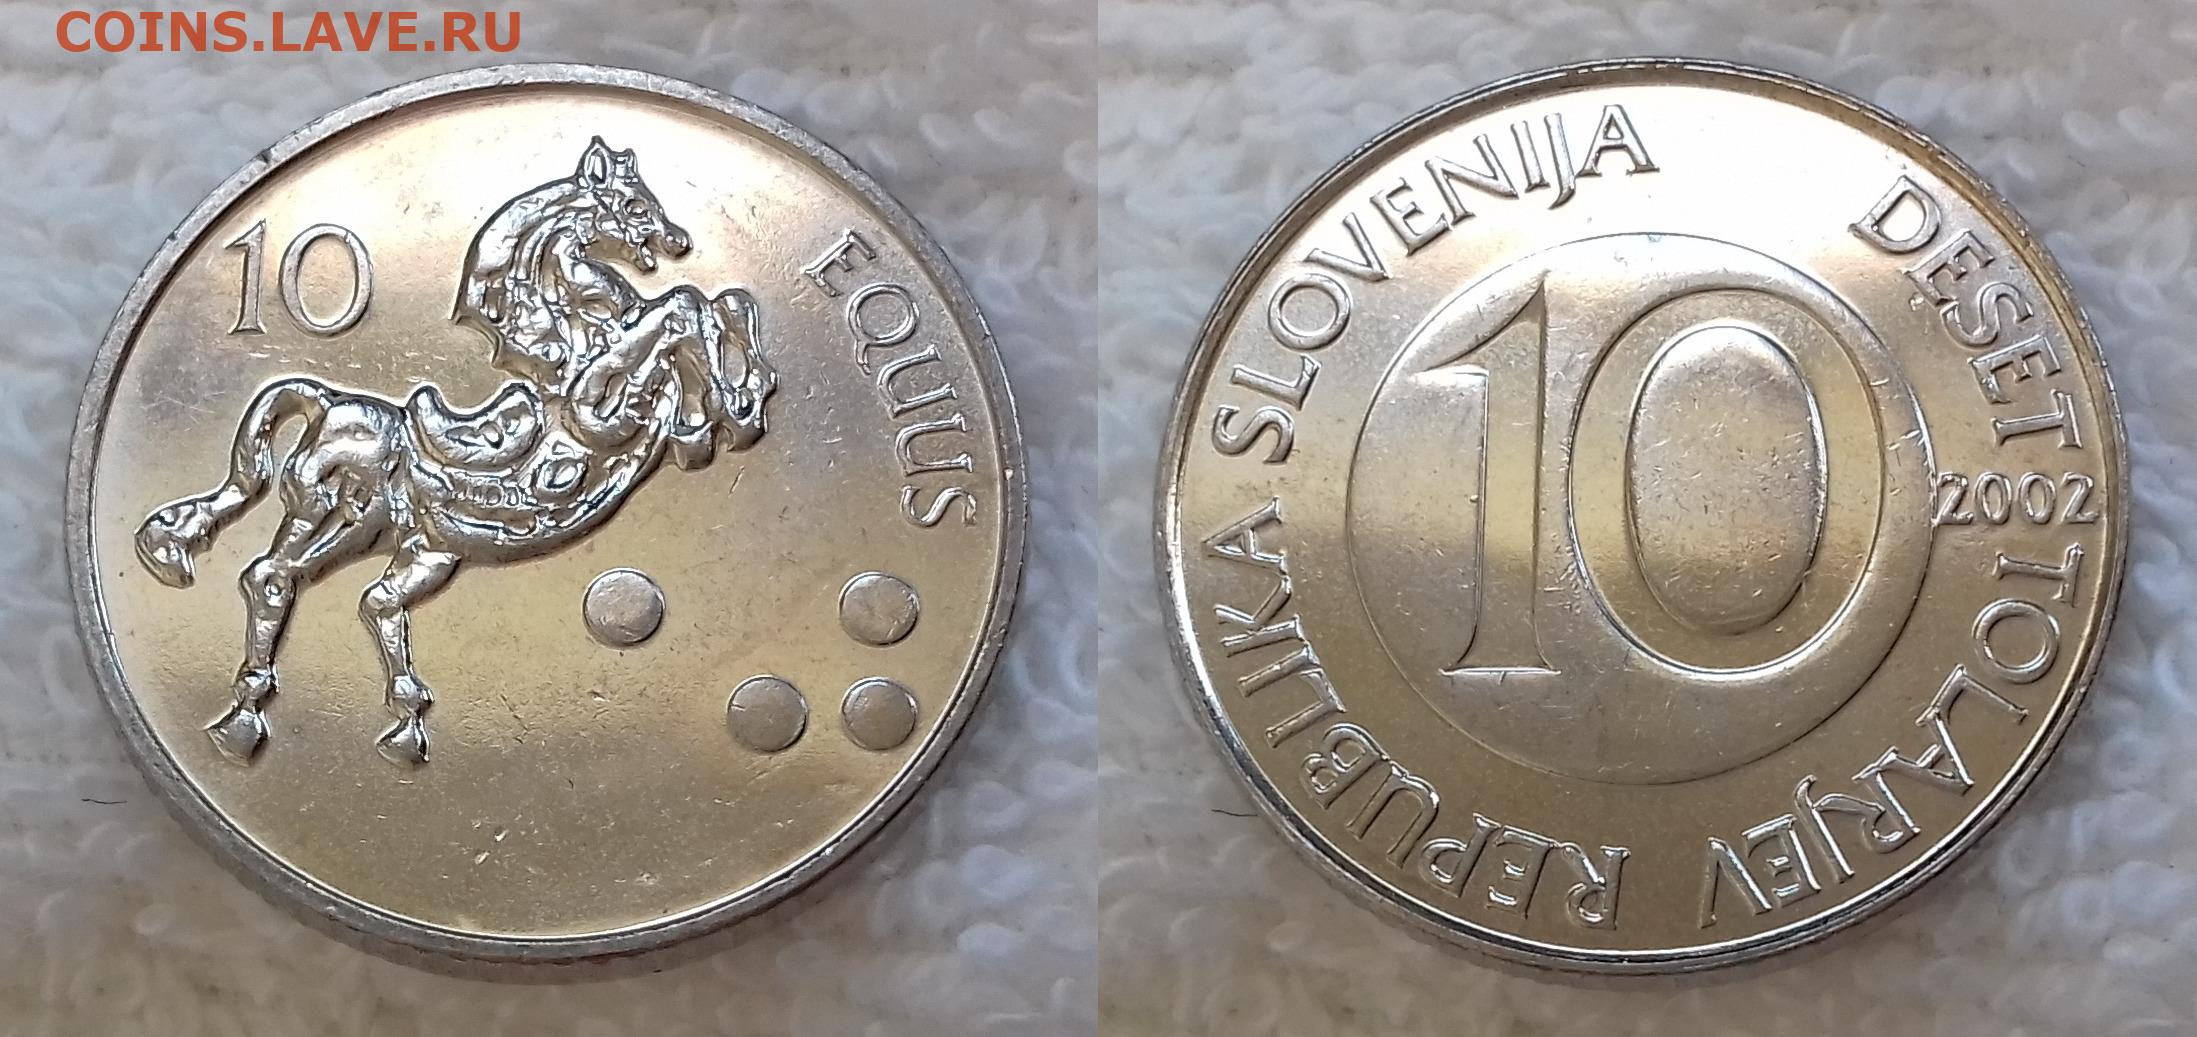 COINS.LAVE.RU
10
EQUUS
REPUBLIKA SLOVENIJA
DESET TOLARJEV
2002
10